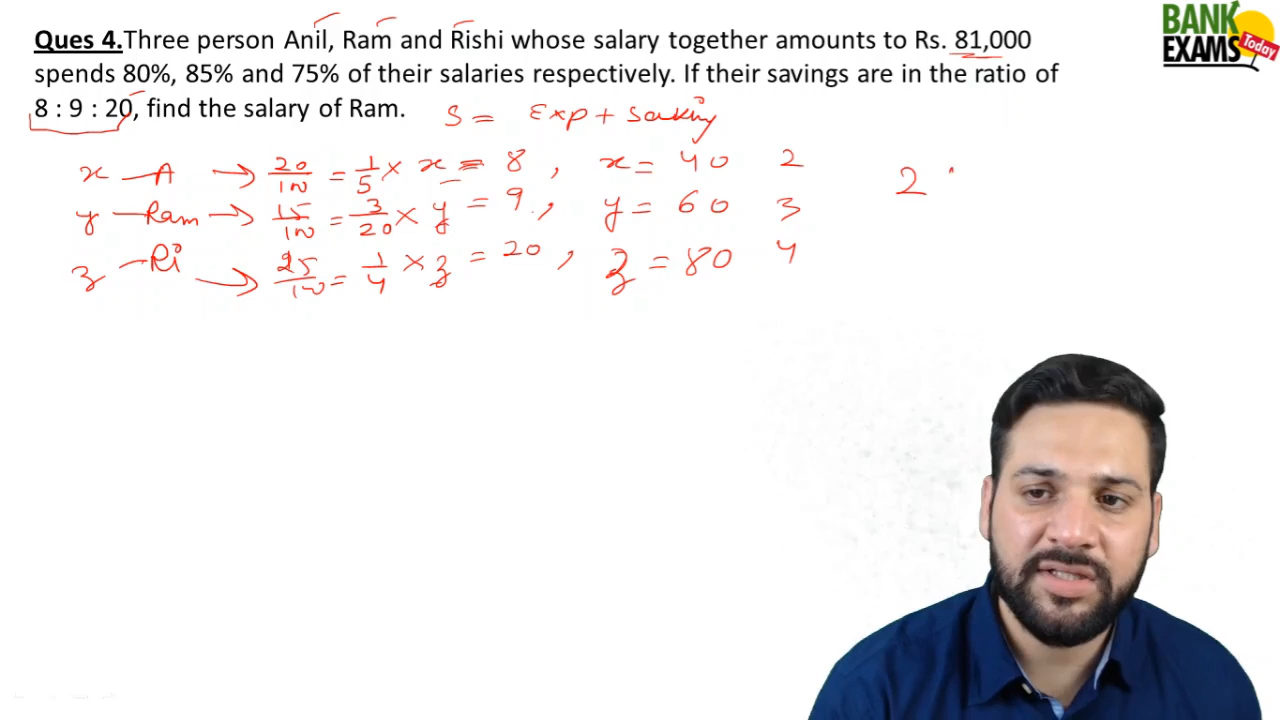 BANK
EXAMS Today
Ques 4.Three person Anil, Ram and Rishi whose salary together amounts to Rs. 81,000
spends 80%, 85% and 75% of their salaries respectively. If their savings are in the ratio of
8 : 9 : 20, find the salary of Ram.
S = Exp + Saving
x — A → 20/100 = 1/5 × x = 8 , x = 40 2
y — Ram → 15/100 = 3/20 × y = 9 , y = 60 3
z — Ri → 25/100 = 1/4 × z = 20 , z = 80 4
2